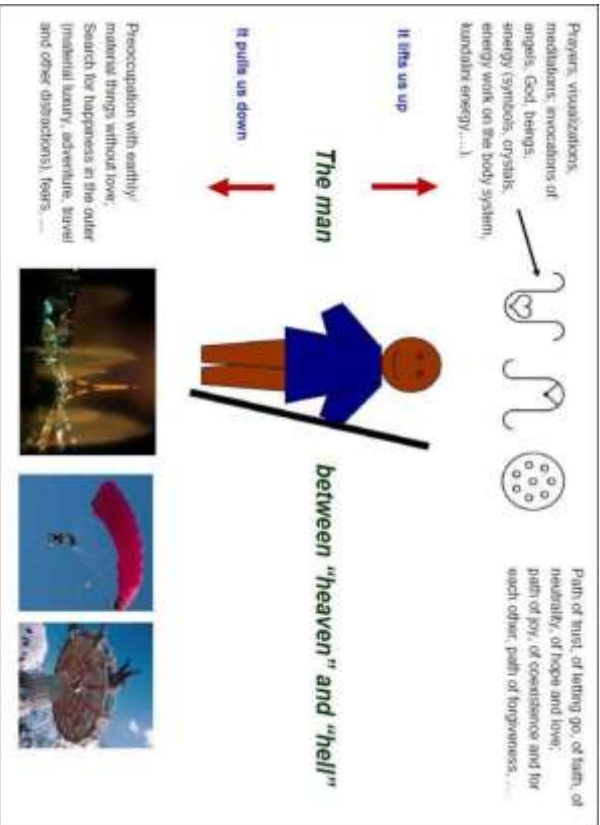 Prayers, visualizations,
meditations, invocations of
angels, God, beings,
energy (symbols, crystals,
energy work on the body system,
kundalini energy,...)
Path of trust, of letting go, of faith, of
neutrality, of hope and love;
path of joy, of coexistence and for
each other, path of forgiveness, ...
It lifts us up
The man
between "heaven" and "hell"
It pulls us down
Preoccupation with earthly/
material things without love;
Search for happiness in the outer
(material luxury, adventure, travel
and other distractions), fears, ...